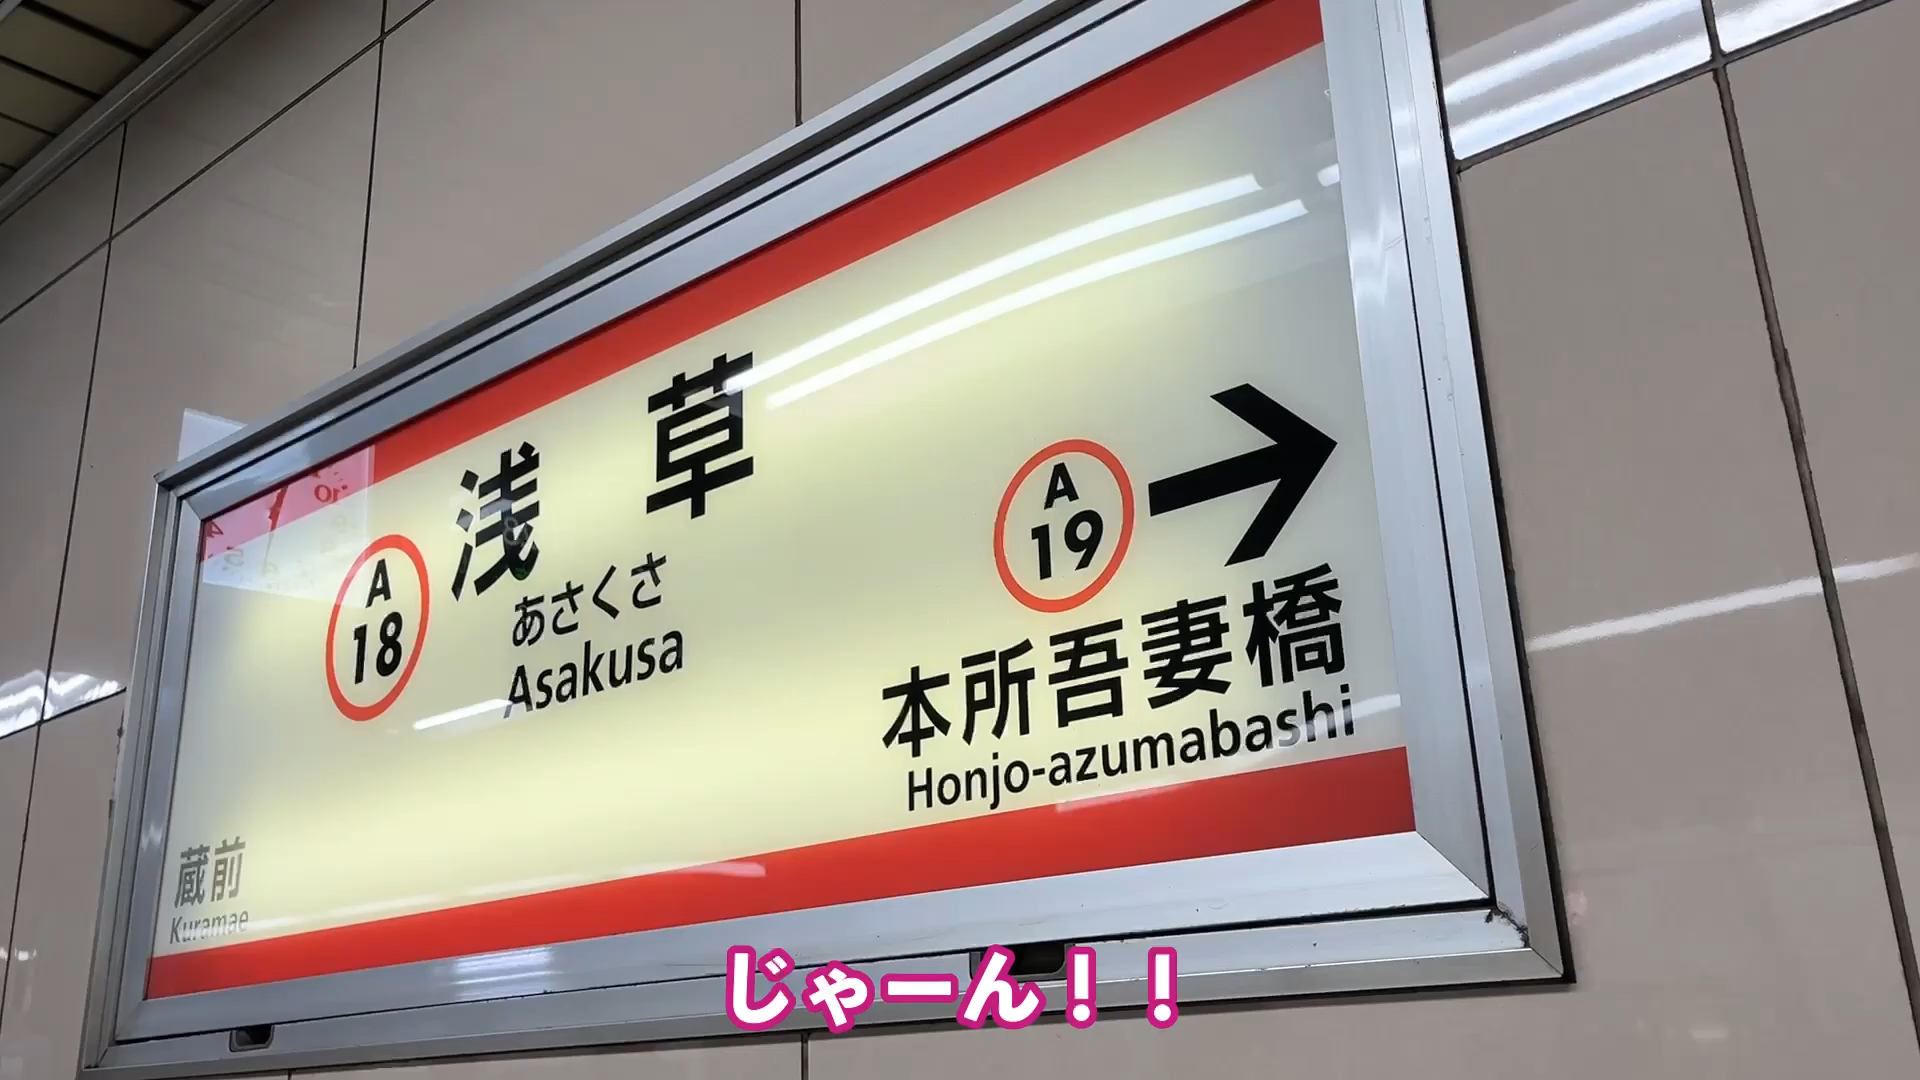 浅草
A
18
あさくさ
Asakusa
A
19
本所吾妻橋
Honjo-azumabashi
蔵前
Kuramae
じゃーん！！